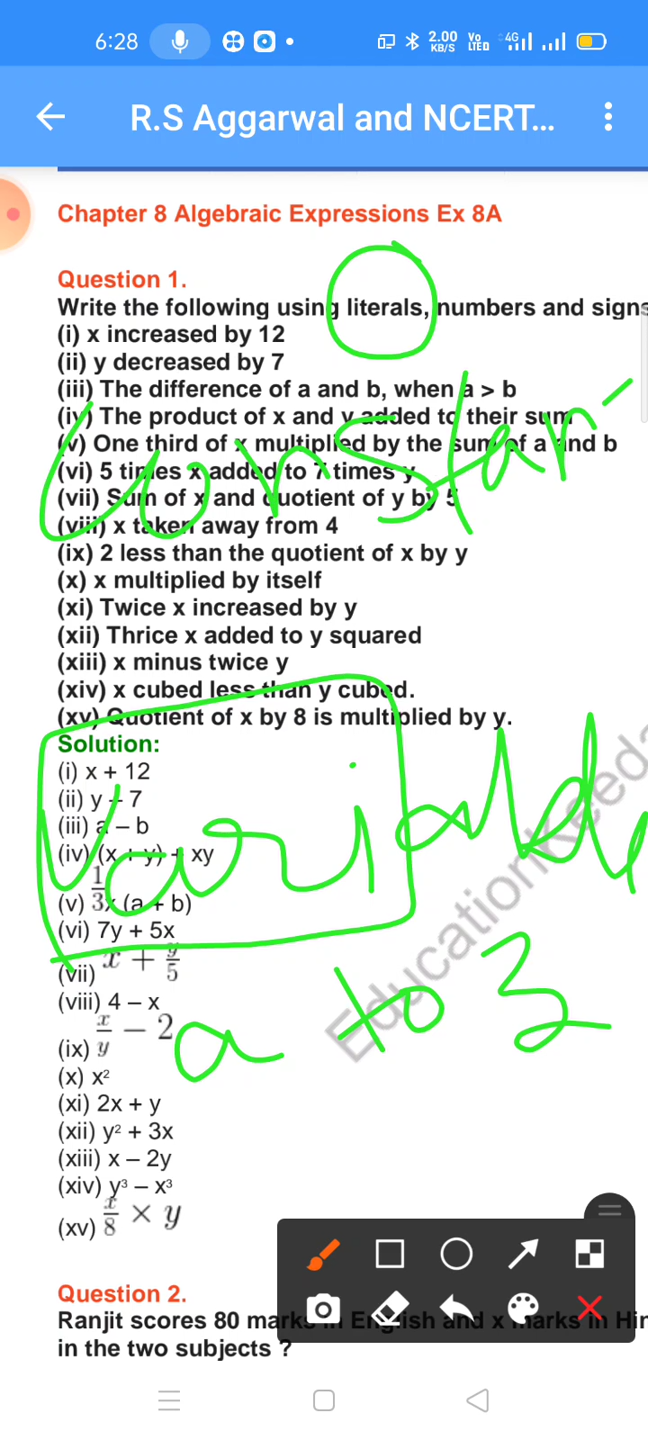 6:28 2.00 KB/S Vo LTED 4G
R.S Aggarwal and NCERT...
Chapter 8 Algebraic Expressions Ex 8A
Question 1.
Write the following using literals, numbers and signs
(i) x increased by 12
(ii) y decreased by 7
(iii) The difference of a and b, when a > b
(iv) The product of x and y added to their sum
(v) One third of x multiplied by the sum of a and b
(vi) 5 times x added to 7 times y
(vii) Sum of x and quotient of y by 5
(viii) x taken away from 4
(ix) 2 less than the quotient of x by y
(x) x multiplied by itself
(xi) Twice x increased by y
(xii) Thrice x added to y squared
(xiii) x minus twice y
(xiv) x cubed less than y cubed.
(xv) Quotient of x by 8 is multiplied by y.
Constan
Solution:
(i) x + 12
(ii) y – 7
(iii) a – b
(iv) (x + y) + xy
(v) 1/3x (a + b)
(vi) 7y + 5x
(vii) x + y/5
(viii) 4 – x
(ix) x/y – 2
(x) x²
(xi) 2x + y
(xii) y² + 3x
(xiii) x – 2y
(xiv) y³ – x³
(xv) x/8 × y
a to z
Question 2.
Ranjit scores 80 marks in English and x marks in Hin
in the two subjects ?